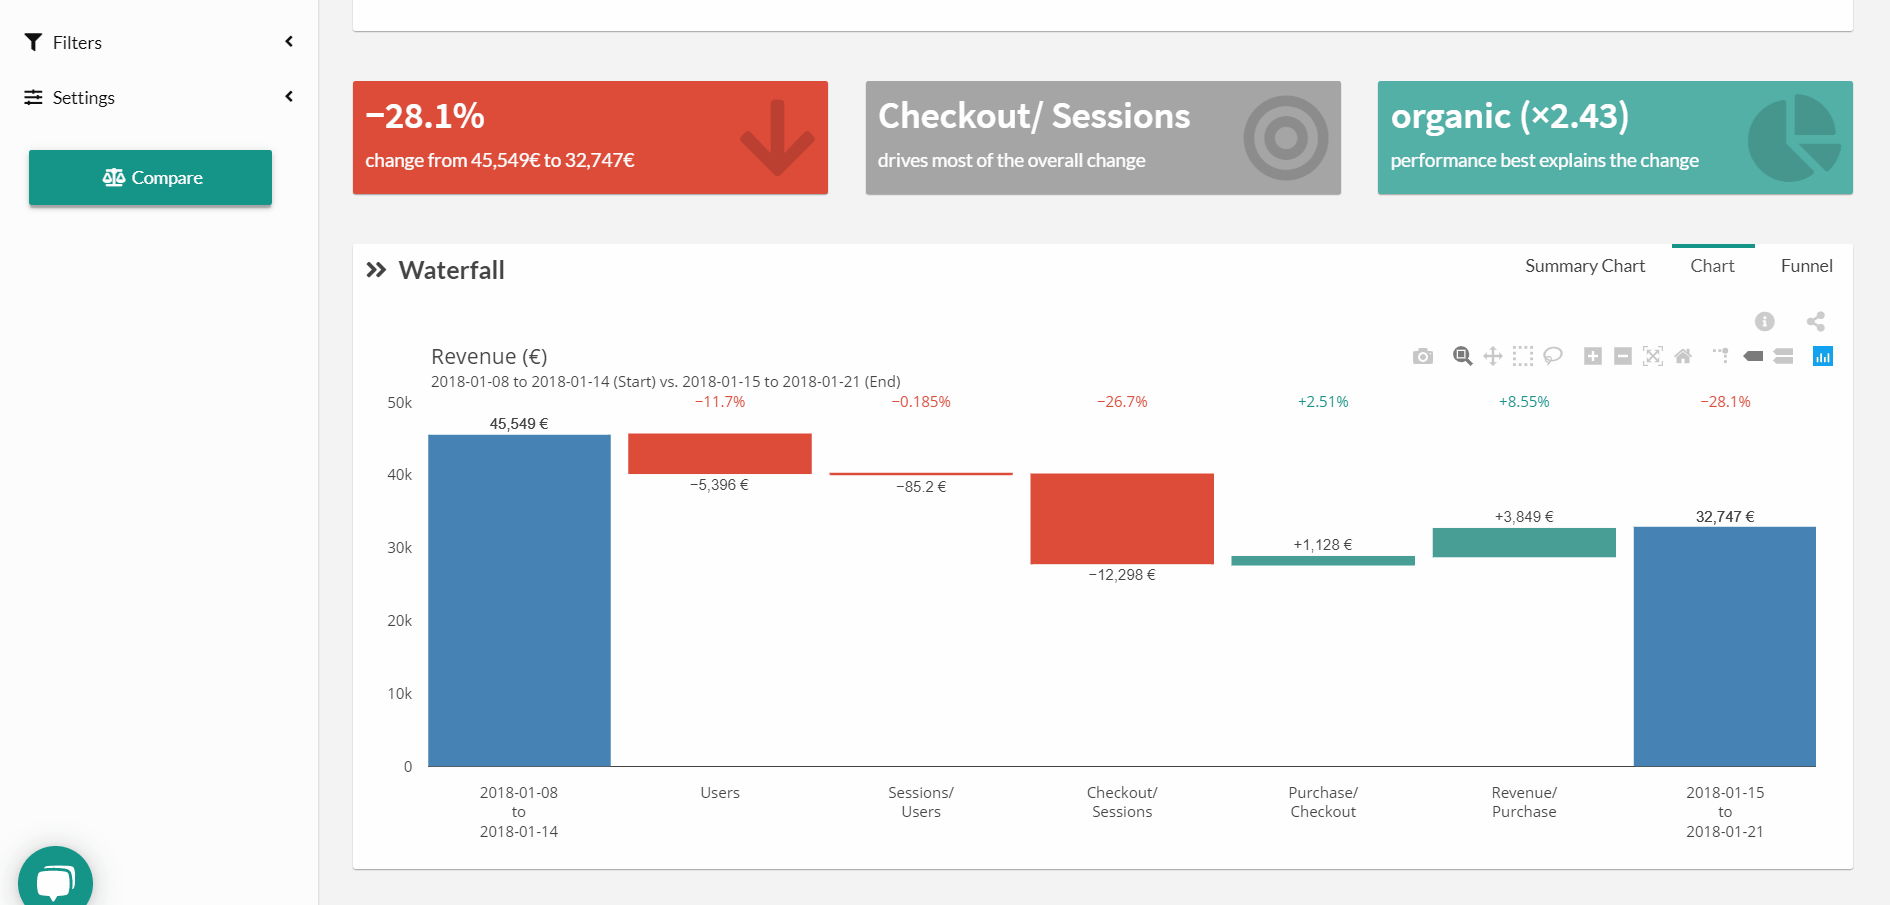 Filters
Settings
Compare
−28.1%
change from 45,549€ to 32,747€
Checkout/ Sessions
drives most of the overall change
organic (×2.43)
performance best explains the change
Waterfall
Summary Chart
Chart
Funnel
Revenue (€)
2018-01-08 to 2018-01-14 (Start) vs. 2018-01-15 to 2018-01-21 (End)
−11.7%
−0.185%
−26.7%
+2.51%
+8.55%
−28.1%
50k
40k
30k
20k
10k
0
45,549 €
−5,396 €
−85.2 €
−12,298 €
+1,128 €
+3,849 €
32,747 €
2018-01-08
to
2018-01-14
Users
Sessions/
Users
Checkout/
Sessions
Purchase/
Checkout
Revenue/
Purchase
2018-01-15
to
2018-01-21